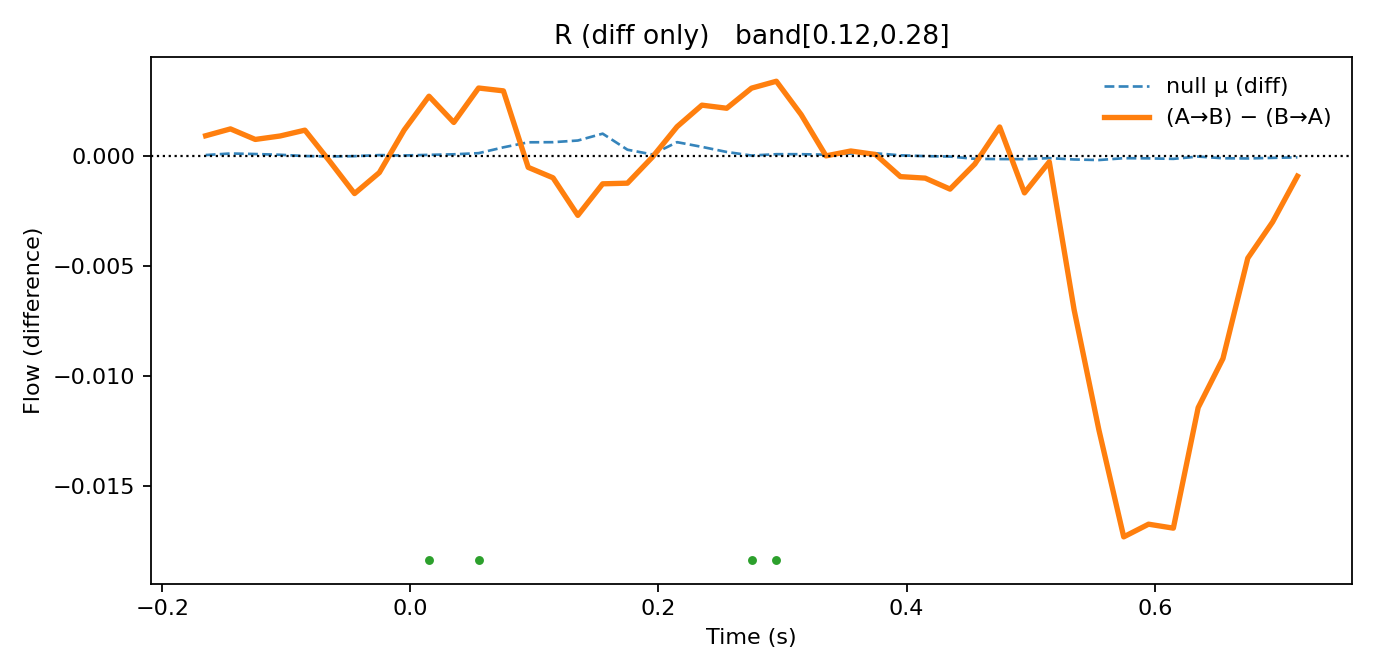 R (diff only)   band[0.12,0.28]
null μ (diff)
(A→B) − (B→A)
Flow (difference)
0.000
−0.005
−0.010
−0.015
−0.2
0.0
0.2
0.4
0.6
Time (s)